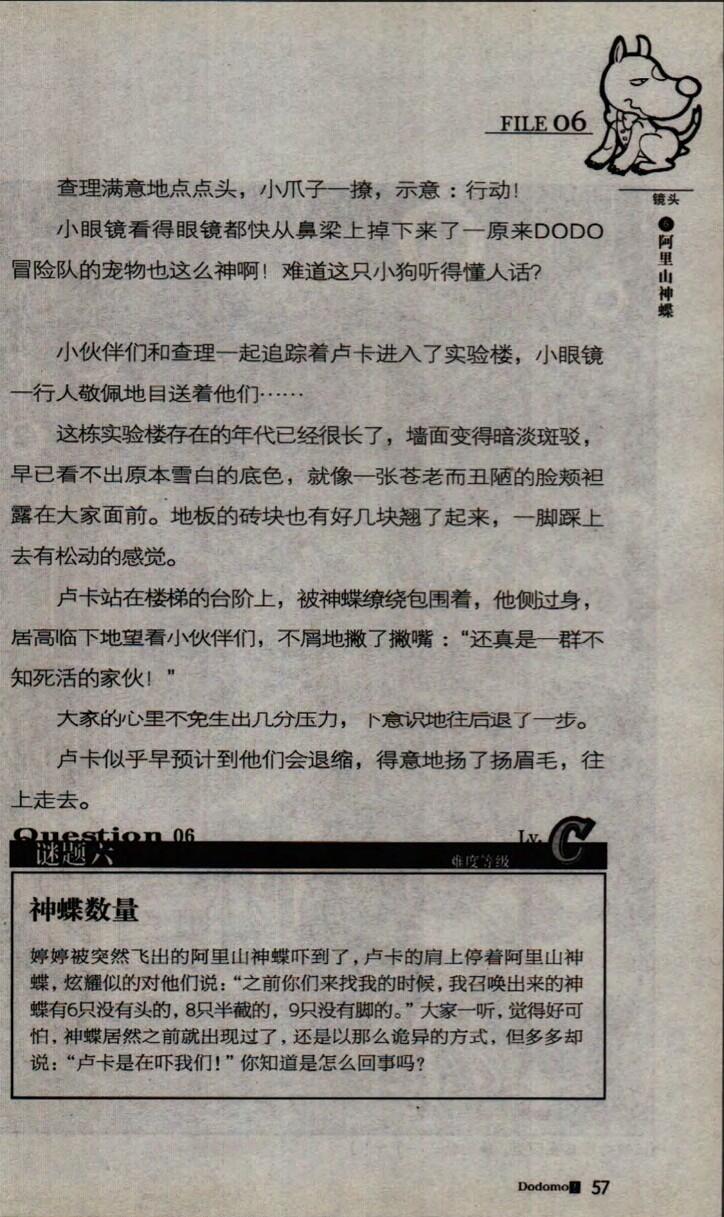 FILE 06
镜头
6
阿里山神蝶
查理满意地点点头，小爪子一撩，示意：行动！
小眼镜看得眼镜都快从鼻梁上掉下来了—原来DODO
冒险队的宠物也这么神啊！难道这只小狗听得懂人话？
小伙伴们和查理一起追踪着卢卡进入了实验楼，小眼镜
一行人敬佩地目送着他们……
这栋实验楼存在的年代已经很长了，墙面变得暗淡斑驳，
早已看不出原本雪白的底色，就像一张苍老而丑陋的脸颊袒
露在大家面前。地板的砖块也有好几块翘了起来，一脚踩上
去有松动的感觉。
卢卡站在楼梯的台阶上，被神蝶缭绕包围着，他侧过身，
居高临下地望着小伙伴们，不屑地撇了撇嘴：“还真是一群不
知死活的家伙！”
大家的心里不免生出几分压力，下意识地往后退了一步。
卢卡似乎早预计到他们会退缩，得意地扬了扬眉毛，往
上走去。
Question 06
Lv. C
谜题六
难度等级
神蝶数量
婷婷被突然飞出的阿里山神蝶吓到了，卢卡的肩上停着阿里山神
蝶，炫耀似的对他们说：“之前你们来找我的时候，我召唤出来的神
蝶有6只没有头的，8只半截的，9只没有脚的。”大家一听，觉得好可
怕，神蝶居然之前就出现过了，还是以那么诡异的方式，但多多却
说：“卢卡是在吓我们！”你知道是怎么回事吗？
Dodomo! 57